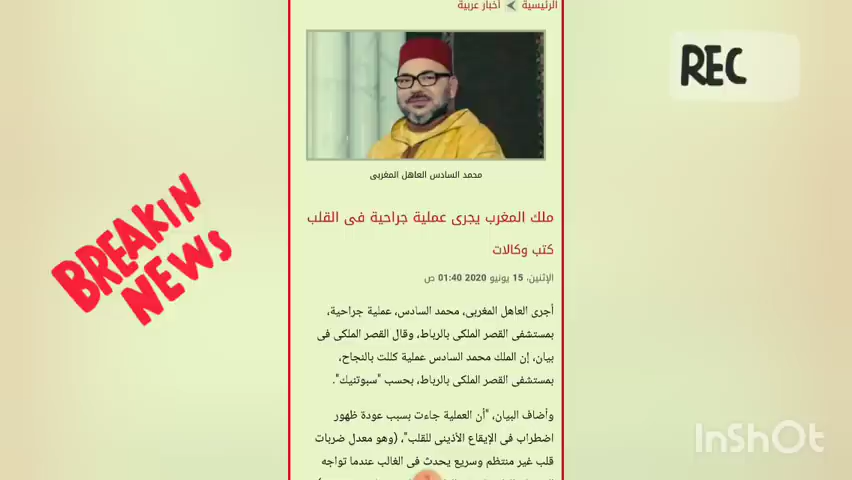 الرئيسية ➤ أخبار عربية
REC
محمد السادس العاهل المغربى
ملك المغرب يجرى عملية جراحية فى القلب
كتب وكالات
الإثنين، 15 يونيو 2020 01:40 ص
BREAKIN
NEWS
أجرى العاهل المغربى، محمد السادس، عملية جراحية،
بمستشفى القصر الملكى بالرباط، وقال القصر الملكى فى
بيان، إن الملك محمد السادس عملية كللت بالنجاح،
بمستشفى القصر الملكى بالرباط، بحسب "سبوتنيك".
وأضاف البيان، "أن العملية جاءت بسبب عودة ظهور
اضطراب فى الإيقاع الأذينى للقلب"، (وهو معدل ضربات
قلب غير منتظم وسريع يحدث فى الغالب عندما تواجه
InShOt